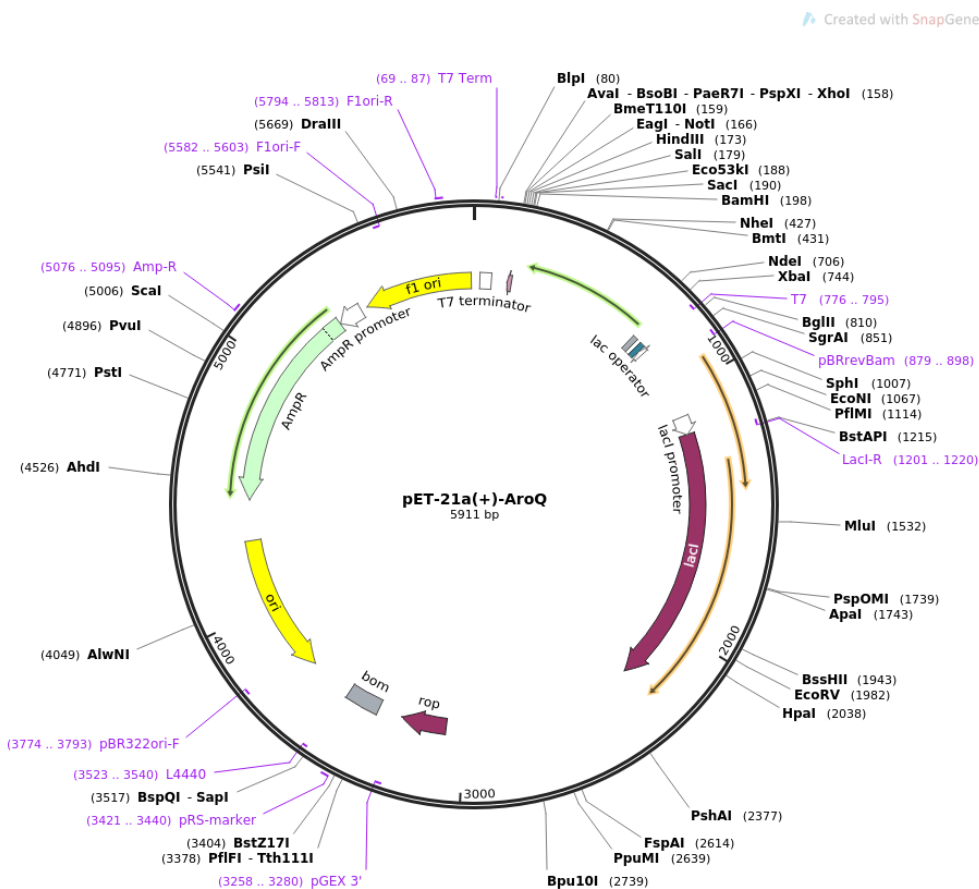 Created with SnapGene
(69 .. 87) T7 Term
BlpI (80)
AvaI - BsoBI - PaeR7I - PspXI - XhoI (158)
BmeT110I (159)
EagI - NotI (166)
HindIII (173)
SalI (179)
Eco53kI (188)
SacI (190)
BamHI (198)
NheI (427)
BmtI (431)
NdeI (706)
XbaI (744)
T7 (776 .. 795)
BglII (810)
SgrAI (851)
pBRrevBam (879 .. 898)
SphI (1007)
EcoNI (1067)
PflMI (1114)
BstAPI (1215)
LacI-R (1201 .. 1220)
MluI (1532)
PspOMI (1739)
ApaI (1743)
BssHII (1943)
EcoRV (1982)
HpaI (2038)
PshAI (2377)
FspAI (2614)
PpuMI (2639)
Bpu10I (2739)
(5794 .. 5813) F1ori-R
(5669) DraIII
(5582 .. 5603) F1ori-F
(5541) PsiI
(5076 .. 5095) Amp-R
(5006) ScaI
(4896) PvuI
(4771) PstI
(4526) AhdI
(4049) AlwNI
(3774 .. 3793) pBR322ori-F
(3523 .. 3540) L4440
(3517) BspQI - SapI
(3421 .. 3440) pRS-marker
(3404) BstZ17I
(3378) PflFI - Tth111I
(3258 .. 3280) pGEX 3'
f1 ori
T7 terminator
AmpR promoter
AmpR
lac operator
lacI promoter
lacI
ori
bom
rop
1000
2000
3000
4000
5000
pET-21a(+)-AroQ
5911 bp